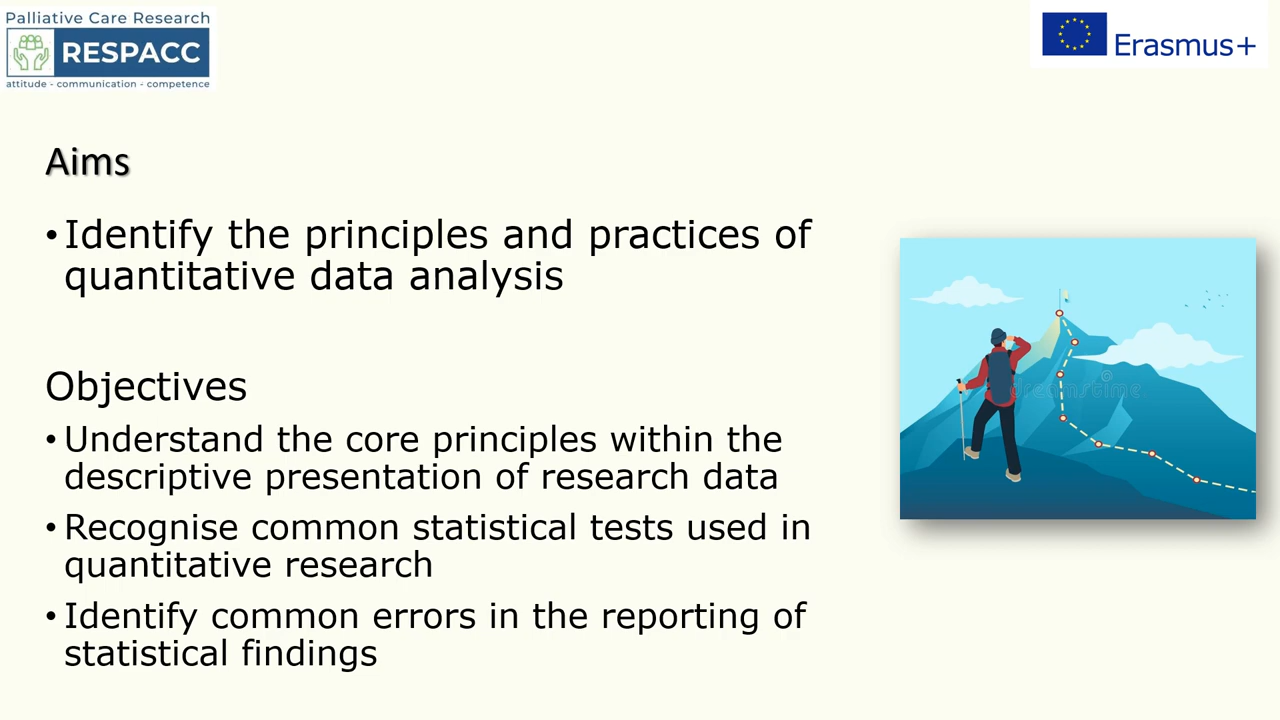 Palliative Care Research
RESPACC
attitude - communication - competence
Erasmus+
Aims
• Identify the principles and practices of
quantitative data analysis
Objectives
• Understand the core principles within the
descriptive presentation of research data
• Recognise common statistical tests used in
quantitative research
• Identify common errors in the reporting of
statistical findings
dreamstime